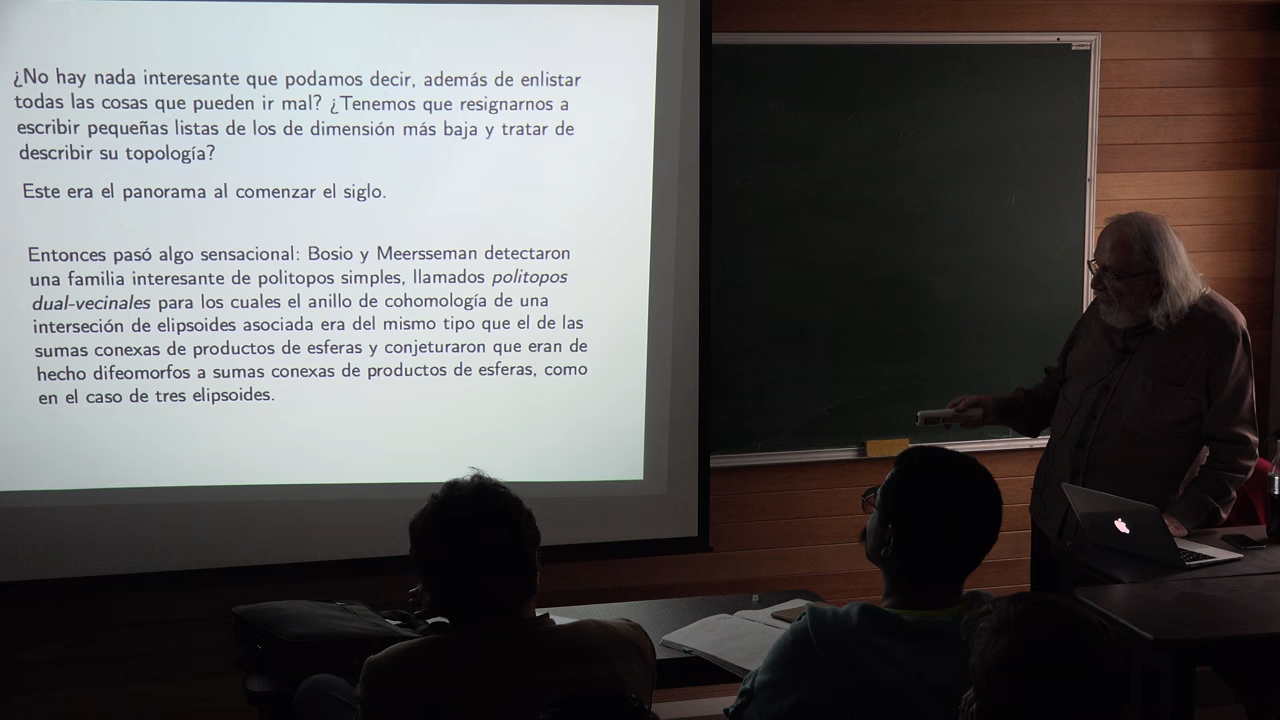 ¿No hay nada interesante que podamos decir, además de enlistar
todas las cosas que pueden ir mal? ¿Tenemos que resignarnos a
escribir pequeñas listas de los de dimensión más baja y tratar de
describir su topología?
Este era el panorama al comenzar el siglo.
Entonces pasó algo sensacional: Bosio y Meersseman detectaron
una familia interesante de politopos simples, llamados politopos
dual-vecinales para los cuales el anillo de cohomología de una
interseción de elipsoides asociada era del mismo tipo que el de las
sumas conexas de productos de esferas y conjeturaron que eran de
hecho difeomorfos a sumas conexas de productos de esferas, como
en el caso de tres elipsoides.